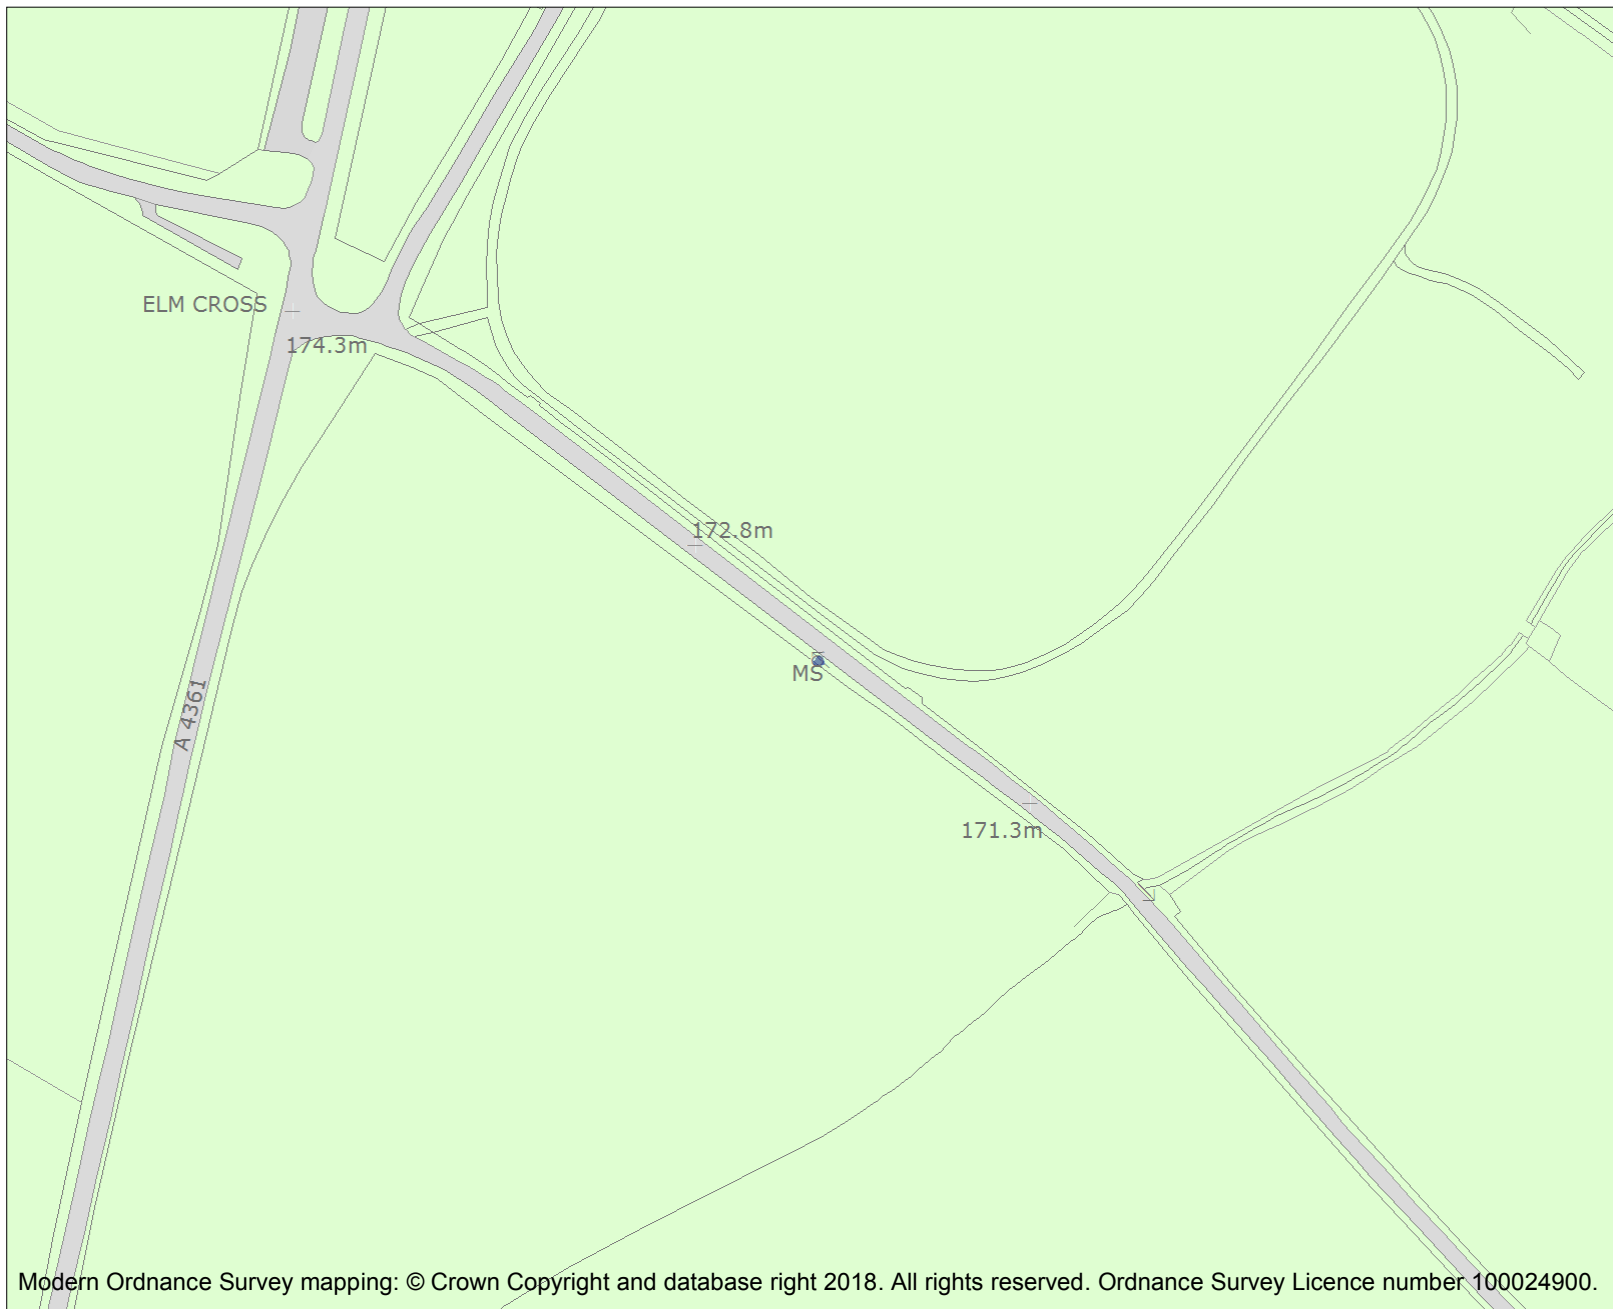 ELM CROSS
174.3m
172.8m
MS
A 4361
171.3m
Modern Ordnance Survey mapping: © Crown Copyright and database right 2018. All rights reserved. Ordnance Survey Licence number 100024900.